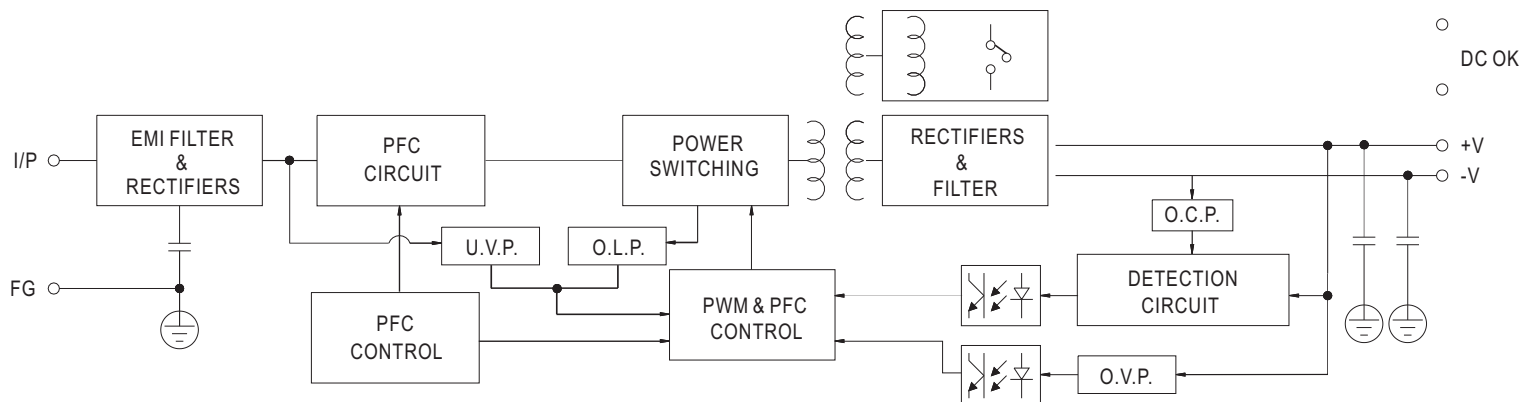 DC OK
I/P
EMI FILTER
&
RECTIFIERS
PFC
CIRCUIT
POWER
SWITCHING
RECTIFIERS
&
FILTER
+V
-V
O.C.P.
U.V.P.
O.L.P.
FG
PFC
CONTROL
PWM & PFC
CONTROL
DETECTION
CIRCUIT
O.V.P.